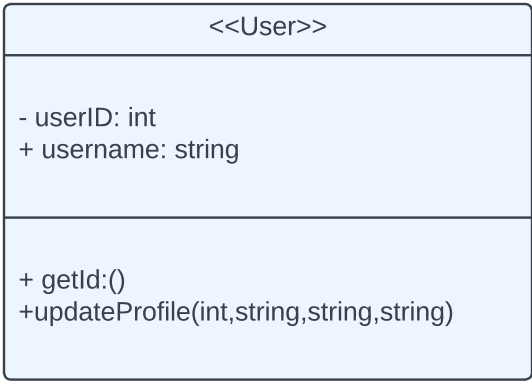 <<User>>
- userID: int
+ username: string
+ getId:()
+updateProfile(int,string,string,string)